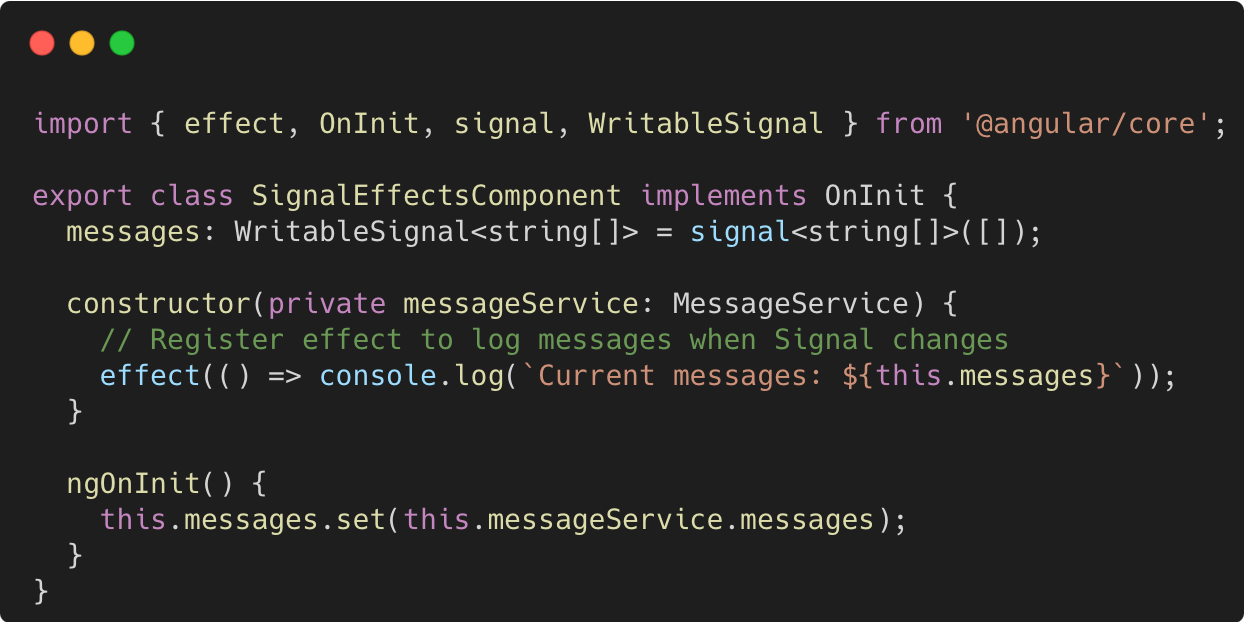 import { effect, OnInit, signal, WritableSignal } from '@angular/core';
export class SignalEffectsComponent implements OnInit {
messages: WritableSignal<string[]> = signal<string[]>([]);
constructor(private messageService: MessageService) {
// Register effect to log messages when Signal changes
effect(() => console.log(`Current messages: ${this.messages}`));
}
ngOnInit() {
this.messages.set(this.messageService.messages);
}
}